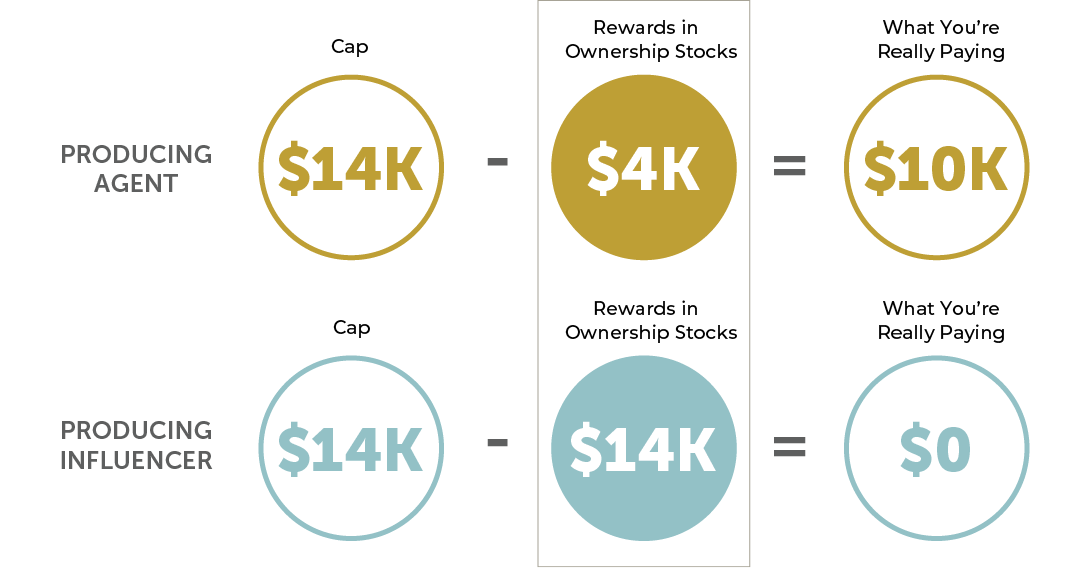 Cap
Rewards in
Ownership Stocks
What You’re
Really Paying
PRODUCING
AGENT
$14K
-
$4K
=
$10K
Cap
Rewards in
Ownership Stocks
What You’re
Really Paying
PRODUCING
INFLUENCER
$14K
-
$14K
=
$0